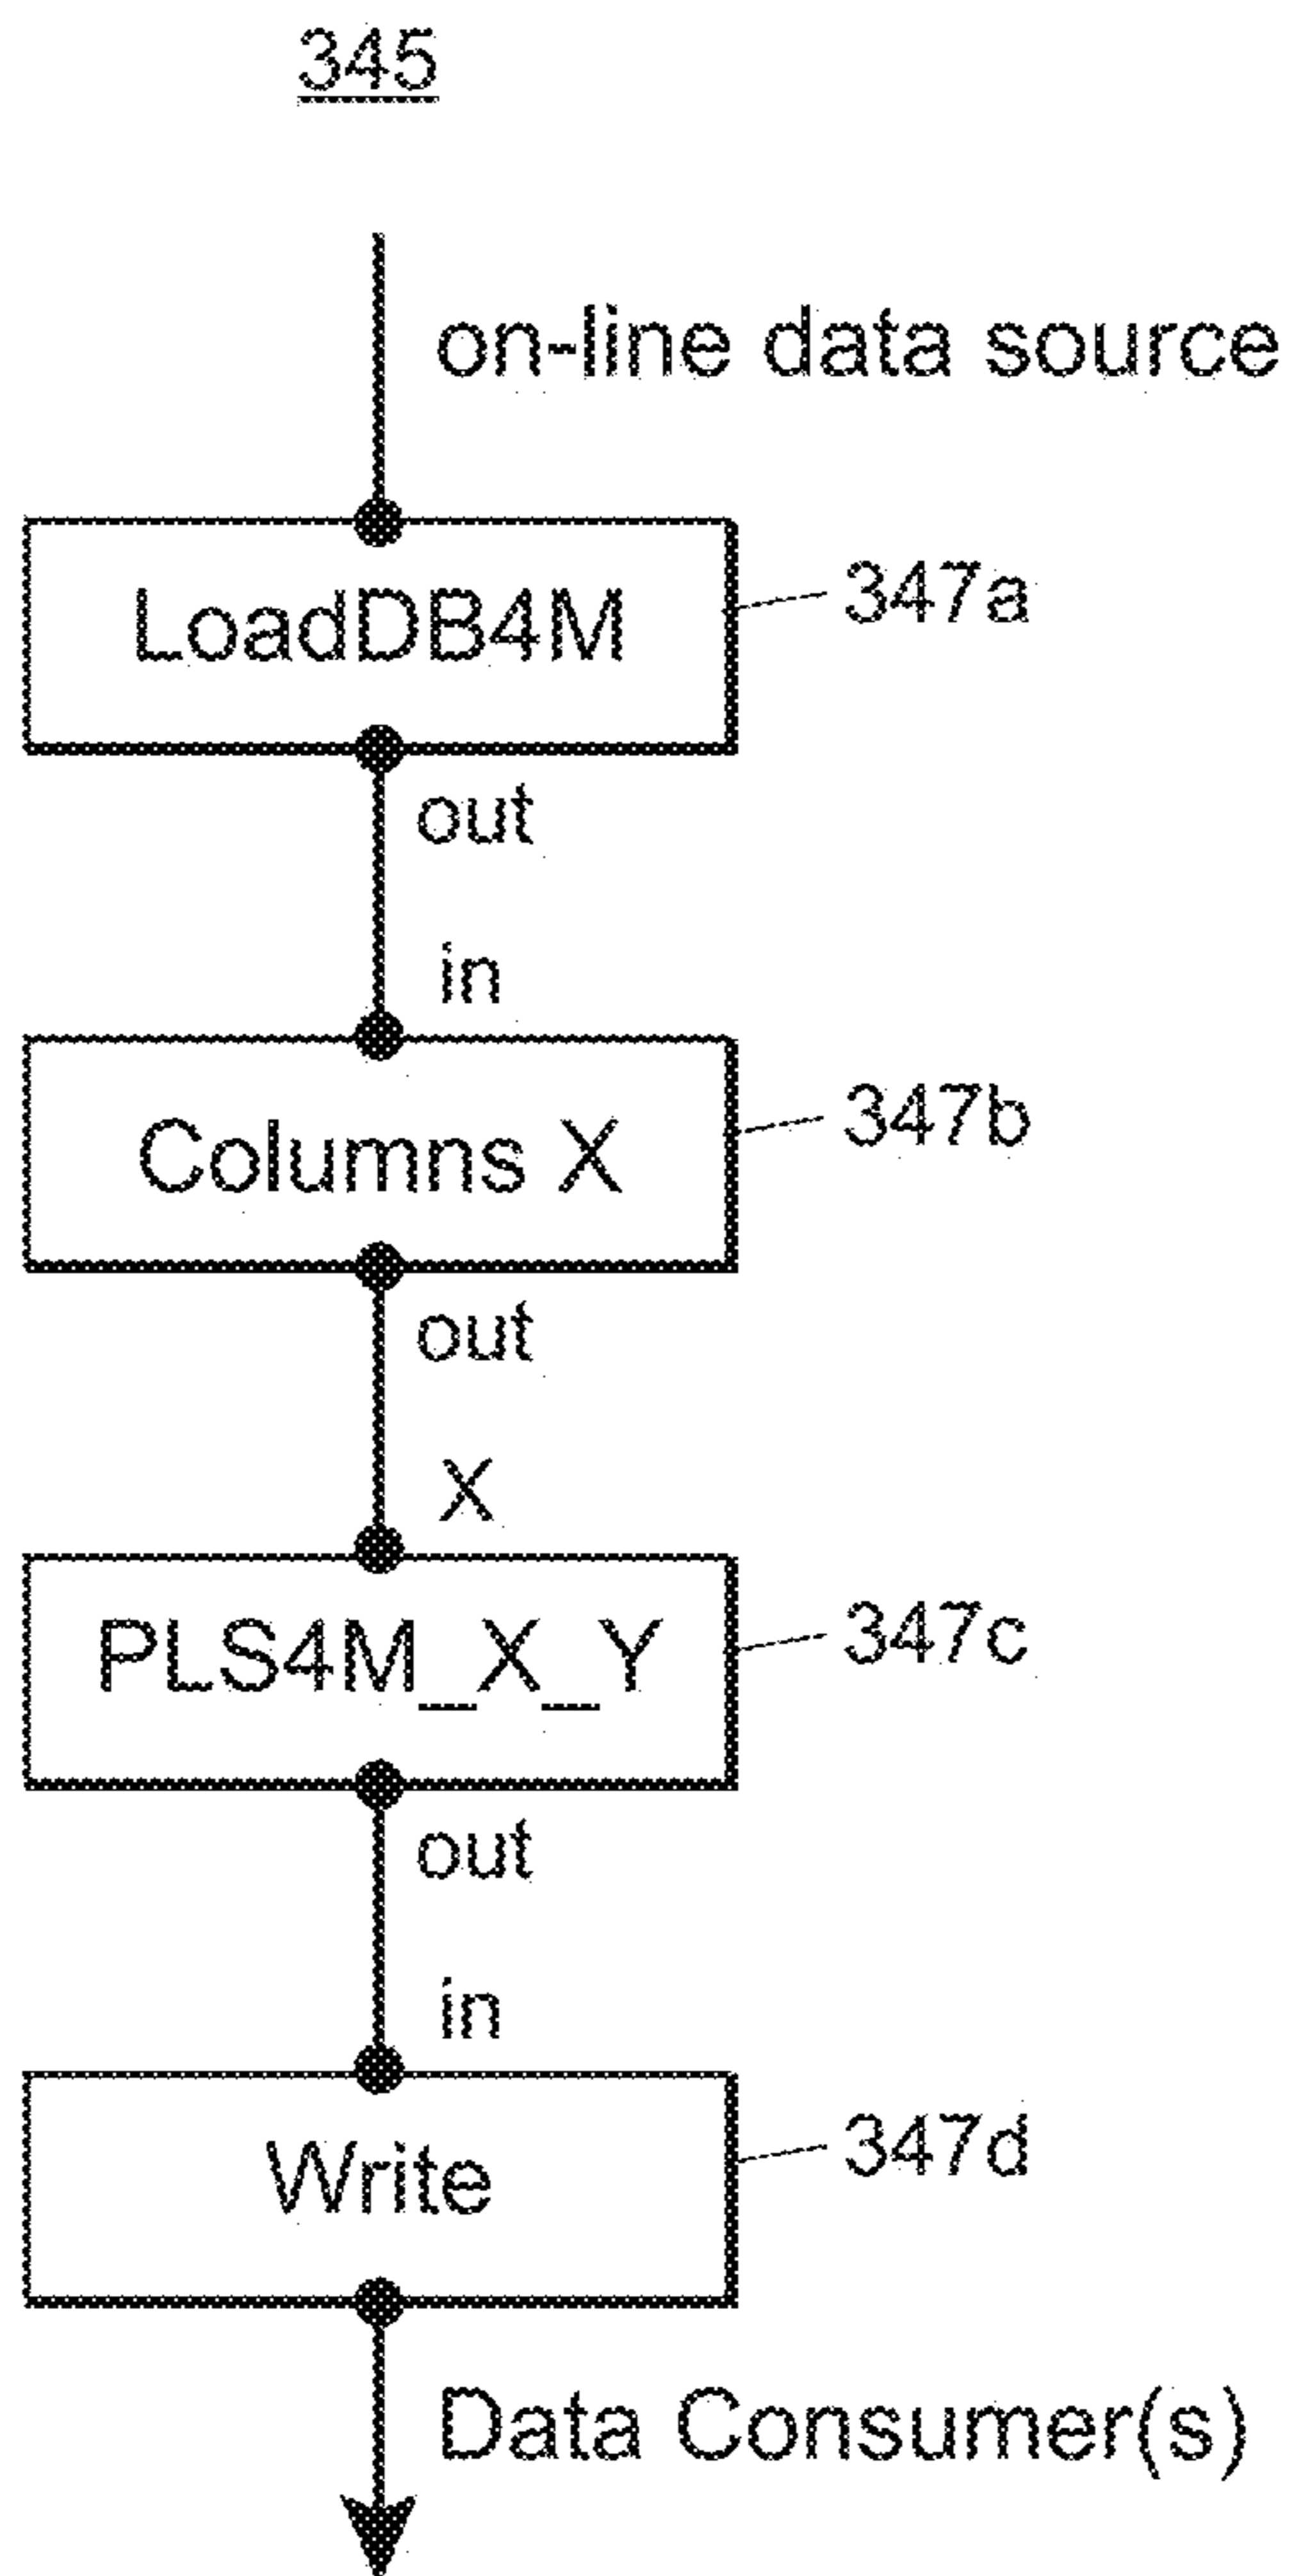 345
on-line data source
LoadDB4M
347a
out
in
Columns X
347b
out
X
PLS4M_X_Y
347c
out
in
Write
347d
Data Consumer(s)